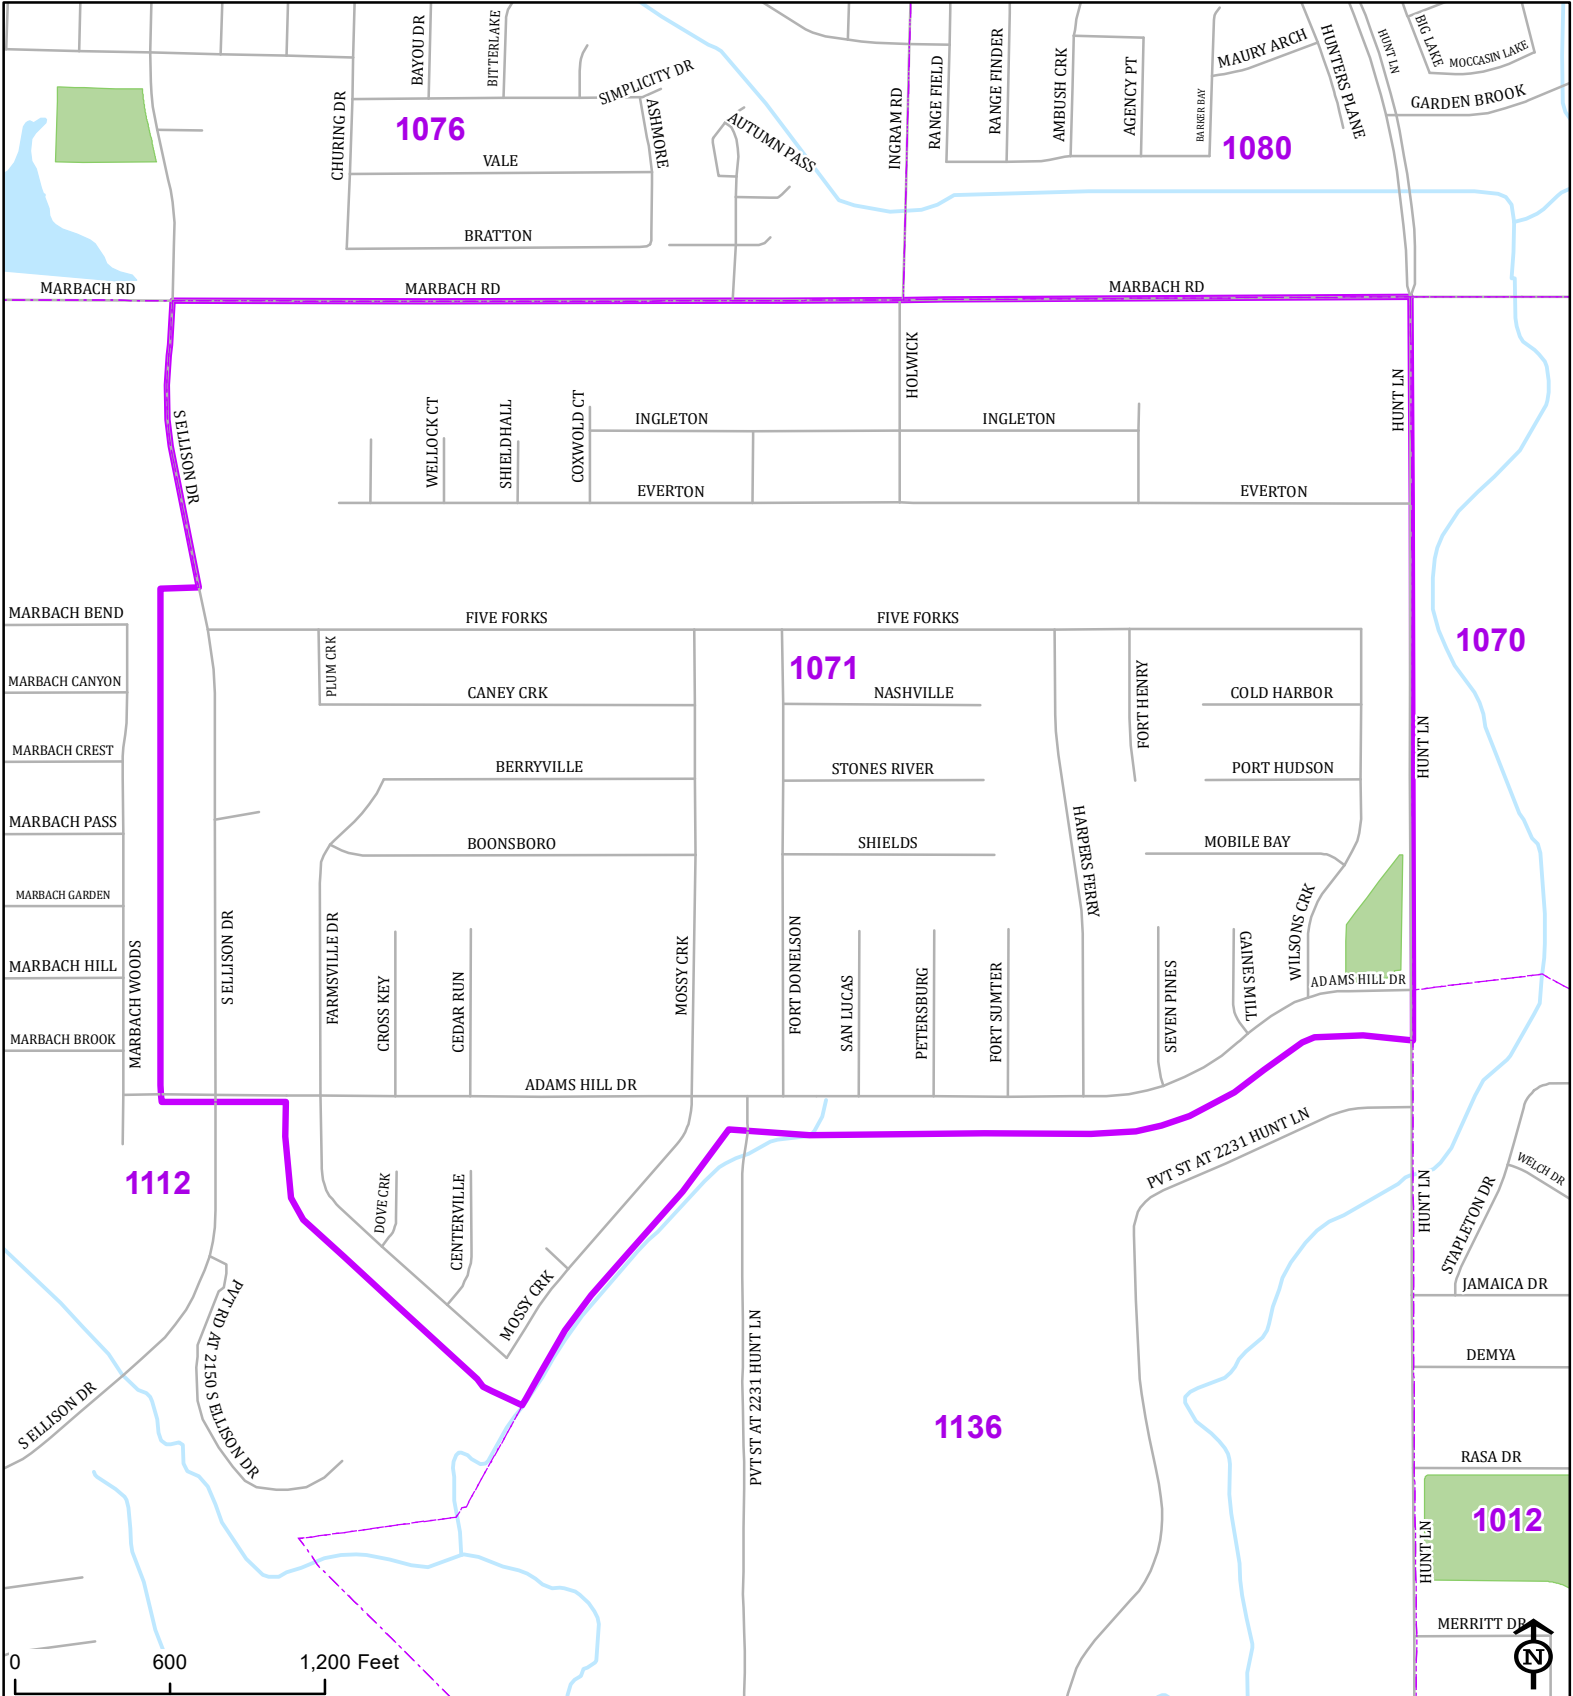 BAYOU DR
BITTERLAKE
SIMPLICITY DR
CHURING DR
1076
ASHMORE
VALE
AUTUMN PASS
BRATTON
INGRAM RD
RANGE FIELD
RANGE FINDER
AMBUSH CRK
AGENCY PT
BARKER BAY
MAURY ARCH
HUNTERS PLANE
HUNT LN
BIG LAKE
MOCCASIN LAKE
GARDEN BROOK
1080
MARBACH RD
MARBACH RD
MARBACH RD
S ELLISON DR
WELLOCK CT
SHIELDHALL
COXWOLD CT
INGLETON
HOLWICK
INGLETON
HUNT LN
EVERTON
EVERTON
MARBACH BEND
FIVE FORKS
FIVE FORKS
PLUM CRK
1071
1070
MARBACH CANYON
CANEY CRK
NASHVILLE
FORT HENRY
COLD HARBOR
HUNT LN
MARBACH CREST
BERRYVILLE
STONES RIVER
PORT HUDSON
MARBACH PASS
BOONSBORO
SHIELDS
HARPERS FERRY
MOBILE BAY
MARBACH GARDEN
MARBACH HILL
MARBACH BROOK
MARBACH WOODS
S ELLISON DR
FARMSVILLE DR
CROSS KEY
CEDAR RUN
MOSSY CRK
FORT DONELSON
SAN LUCAS
PETERSBURG
FORT SUMTER
SEVEN PINES
GAINES MILL
WILSONS CRK
ADAMS HILL DR
ADAMS HILL DR
1112
DOVE CRK
CENTERVILLE
MOSSY CRK
PVT ST AT 2231 HUNT LN
PVT ST AT 2231 HUNT LN
HUNT LN
STAPLETON DR
WELCH DR
JAMAICA DR
DEMYA
PVT RD AT 2150 S ELLISON DR
S ELLISON DR
1136
RASA DR
1012
HUNT LN
MERRITT DR
0 600 1,200 Feet
N